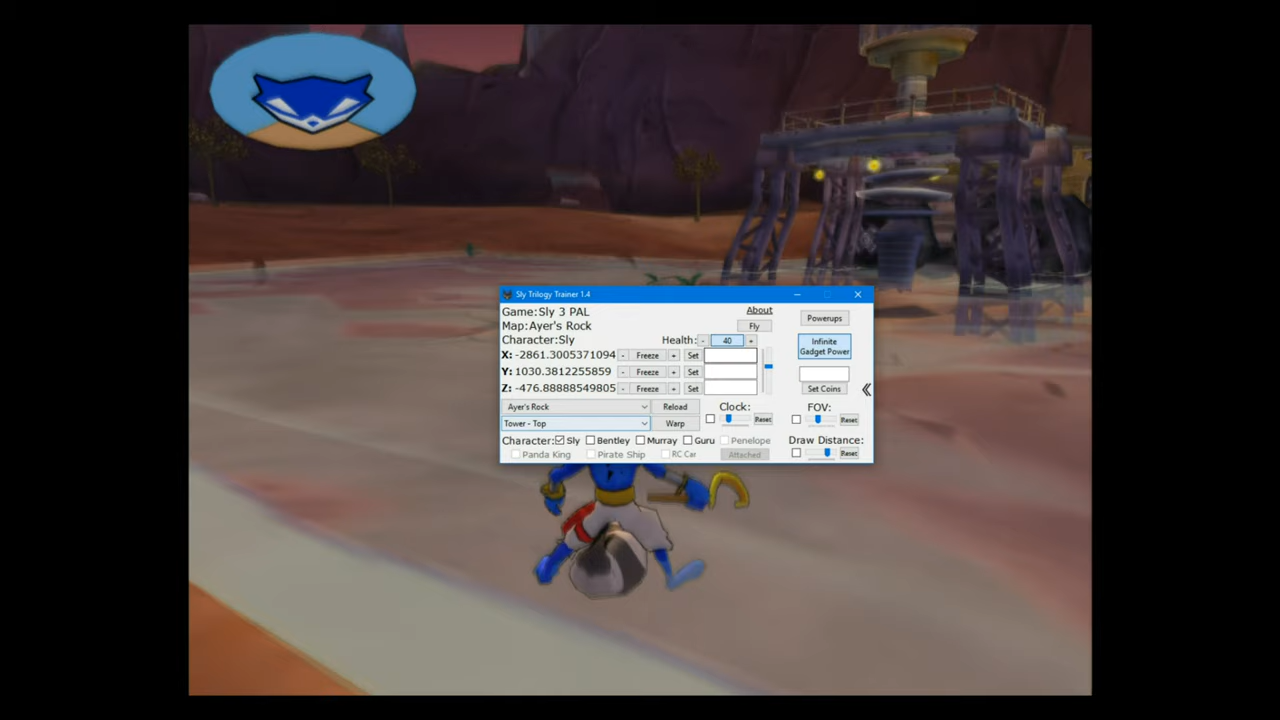 Sly Trilogy Trainer 1.4
Game:Sly 3 PAL
About
Map:Ayer's Rock
Fly
Powerups
Character:Sly
Health: - 40 +
Infinite
Gadget Power
X: -2861.3005371094 - Freeze + Set
Y: 1030.3812255859 - Freeze + Set
Z: -476.88888549805 - Freeze + Set
Set Coins
Ayer's Rock
Reload
Clock:
FOV:
Tower - Top
Warp
Reset
Reset
Character: Sly Bentley Murray Guru Penelope
Draw Distance:
Panda King Pirate Ship RC Car Attached
Reset